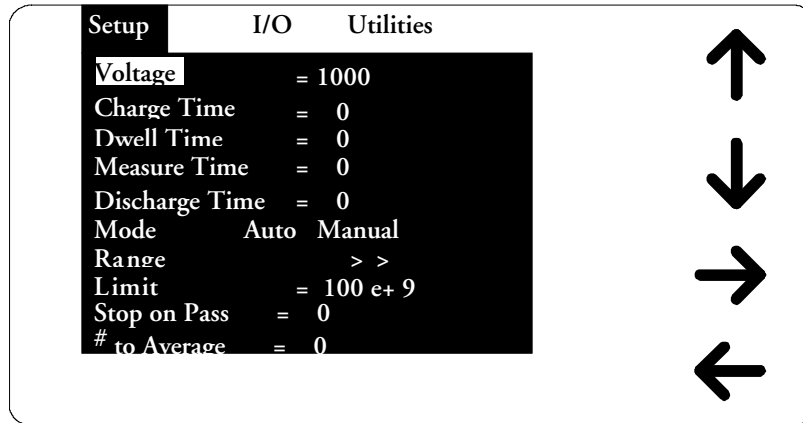 Setup I/O Utilities
Voltage = 1000
Charge Time = 0
Dwell Time = 0
Measure Time = 0
Discharge Time = 0
Mode Auto Manual
Range > >
Limit = 100 e+ 9
Stop on Pass = 0
# to Average = 0